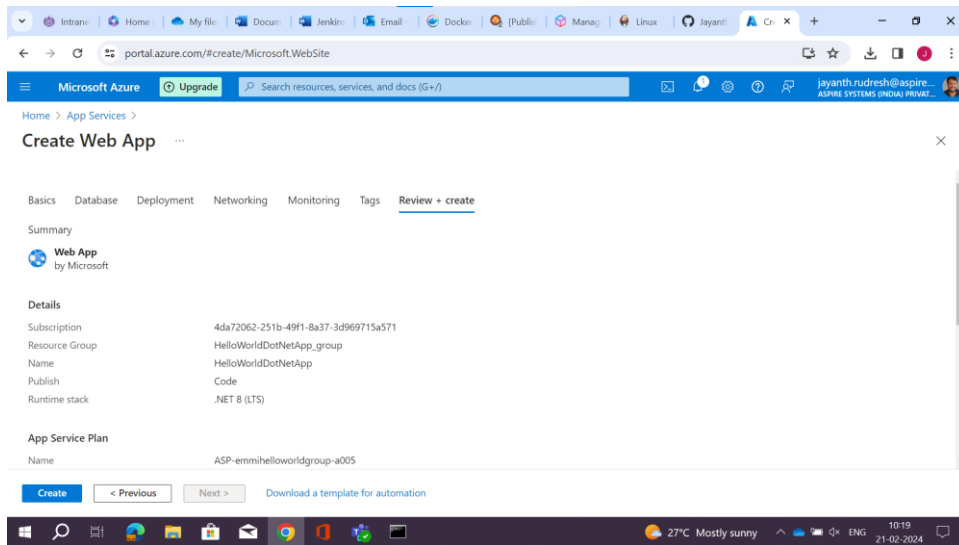 Intrane
Home
My file:
Docum
Jenkin:
Email -
Docker
[Publis
Manag
Linux
Jayanth
Cr
portal.azure.com/#create/Microsoft.WebSite
Microsoft Azure
Upgrade
Search resources, services, and docs (G+/)
1
jayanth.rudresh@aspire...
ASPIRE SYSTEMS (INDIA) PRIVAT...
Home > App Services >
Create Web App ...
Basics Database Deployment Networking Monitoring Tags Review + create
Summary
Web App
by Microsoft
Details
Subscription 4da72062-251b-49f1-8a37-3d969715a571
Resource Group HelloWorldDotNetApp_group
Name HelloWorldDotNetApp
Publish Code
Runtime stack .NET 8 (LTS)
App Service Plan
Name ASP-emmihelloworldgroup-a005
Create < Previous Next > Download a template for automation
27°C Mostly sunny ENG 10:19
21-02-2024